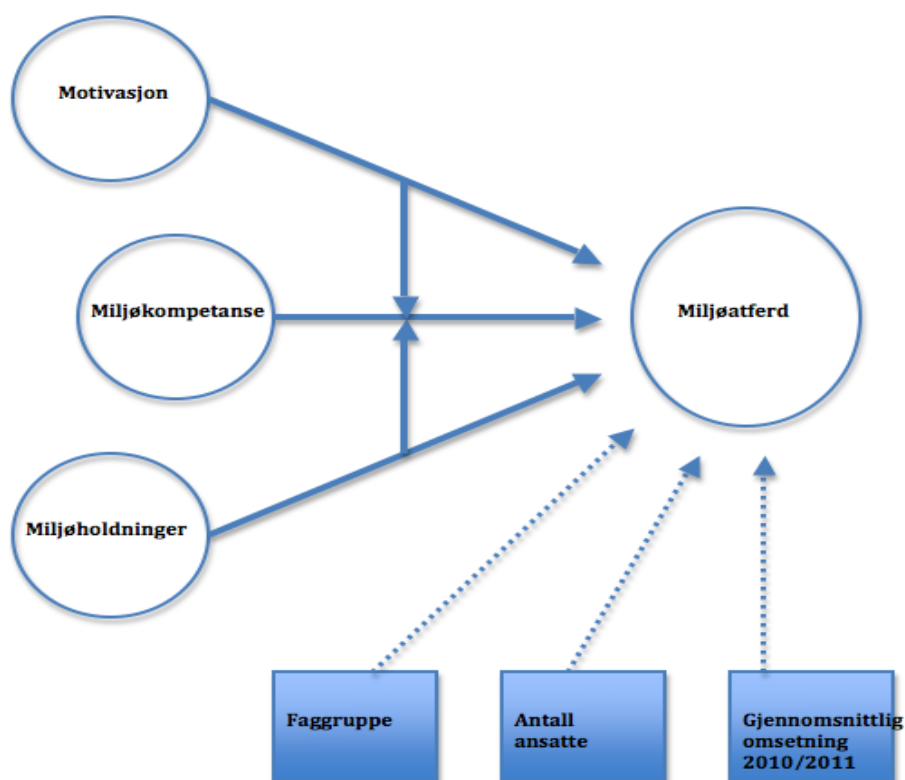 Motivasjon
Miljøkompetanse
Miljøatferd
Miljøholdninger
Faggruppe
Antall
ansatte
Gjennomsnittlig
omsetning
2010/2011